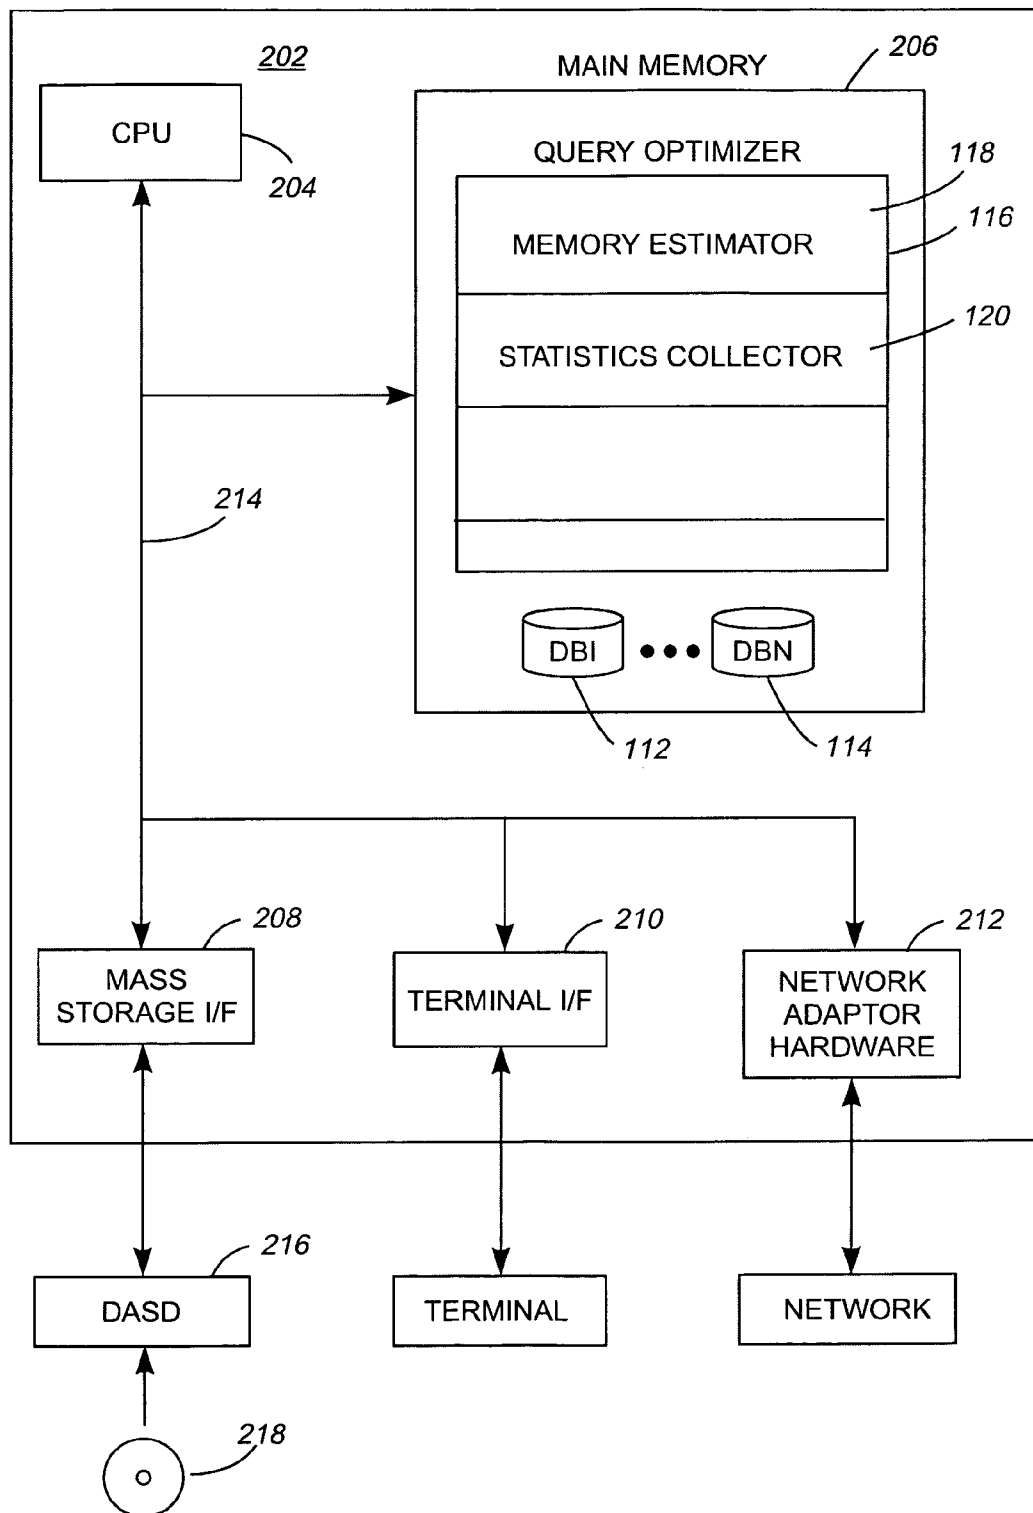 202
MAIN MEMORY
206
CPU
204
QUERY OPTIMIZER
118
MEMORY ESTIMATOR
116
120
STATISTICS COLLECTOR
214
DBI
DBN
112
114
208
210
212
MASS
STORAGE I/F
TERMINAL I/F
NETWORK
ADAPTOR
HARDWARE
216
DASD
TERMINAL
NETWORK
218